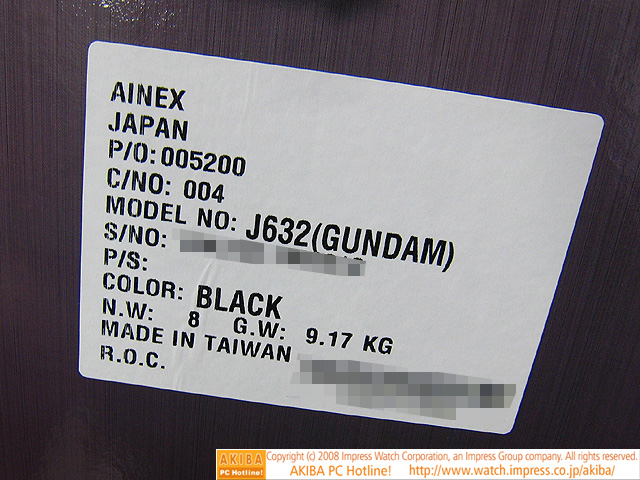 AINEX
JAPAN
P/O:005200
C/NO: 004
MODEL NO: J632(GUNDAM)
S/NO:
P/S:
COLOR: BLACK
N.W: 8 G.W: 9.17 KG
MADE IN TAIWAN
R.O.C.
AKIBA
PC Hotline!
Copyright (c) 2008 Impress Watch Corporation, an Impress Group company. All rights reserved.
AKIBA PC Hotline! http://www.watch.impress.co.jp/akiba/